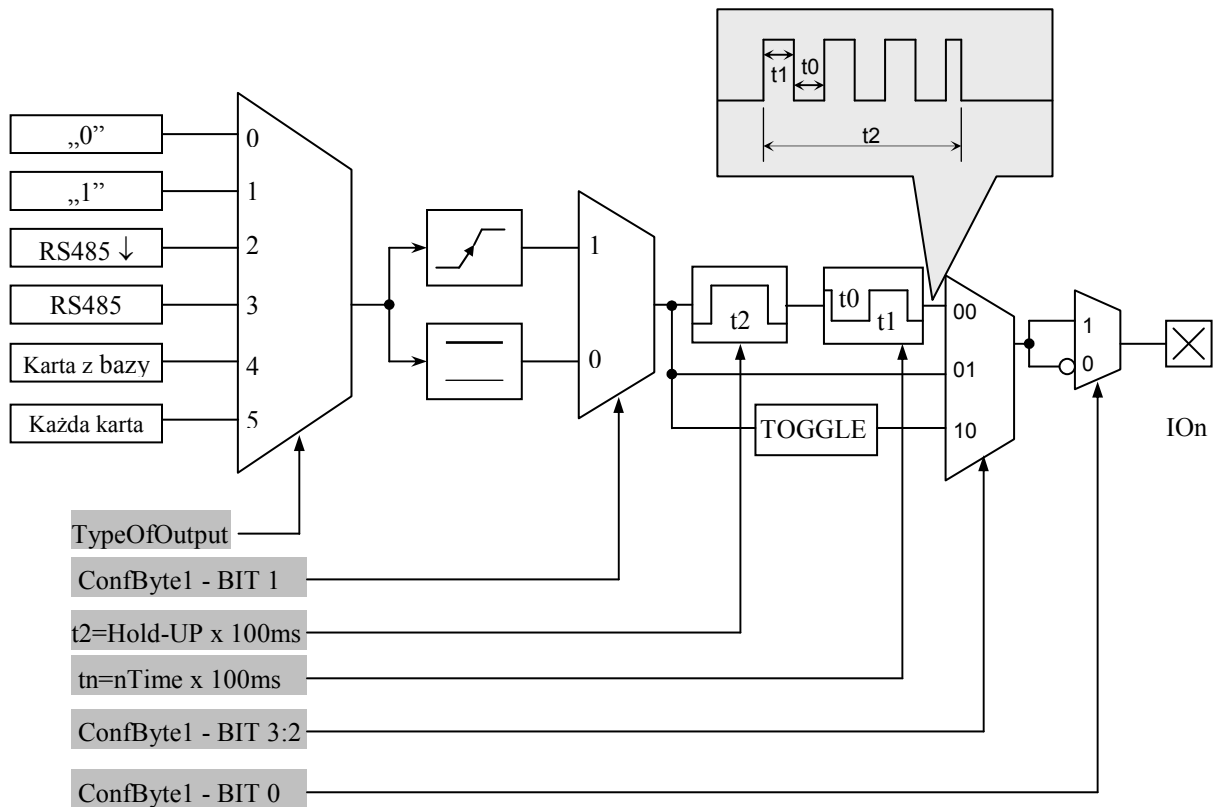 t1
t0
t2
„0”
„1”
RS485 ↓
RS485
Karta z bazy
Każda karta
0
1
2
3
4
5
1
0
t2
t0
t1
00
01
10
TOGGLE
1
0
IOn
TypeOfOutput
ConfByte1 - BIT 1
t2=Hold-UP x 100ms
tn=nTime x 100ms
ConfByte1 - BIT 3:2
ConfByte1 - BIT 0